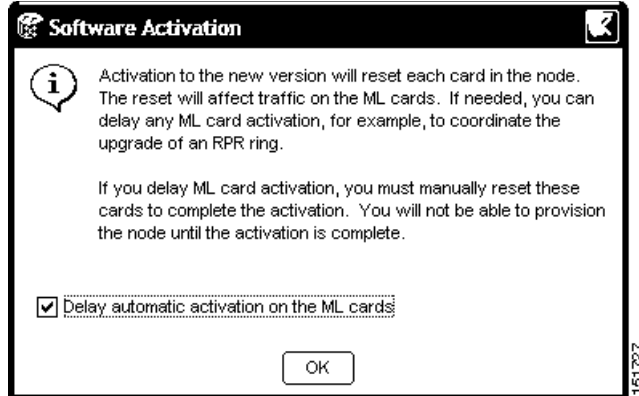 Software Activation
Activation to the new version will reset each card in the node.
The reset will affect traffic on the ML cards. If needed, you can
delay any ML card activation, for example, to coordinate the
upgrade of an RPR ring.
If you delay ML card activation, you must manually reset these
cards to complete the activation. You will not be able to provision
the node until the activation is complete.
Delay automatic activation on the ML cards
OK
151727